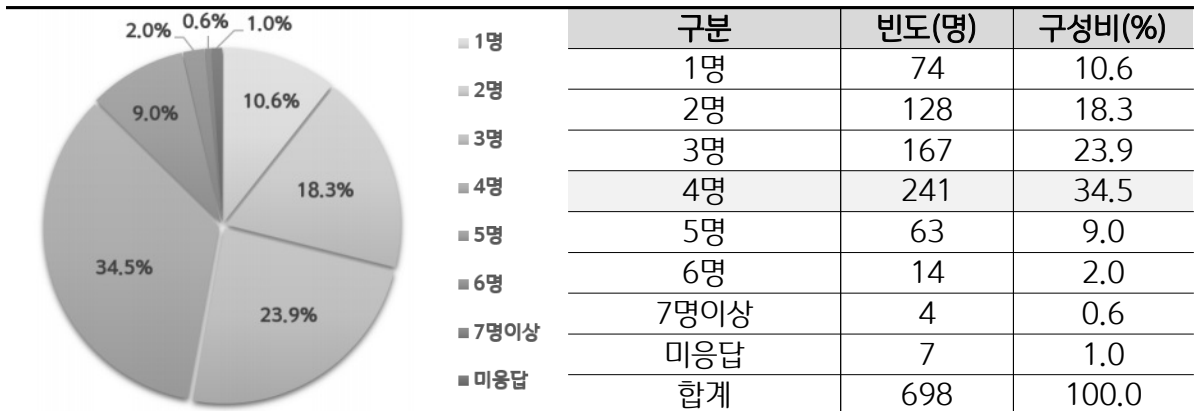 2.0%
0.6%
1.0%
10.6%
9.0%
18.3%
34.5%
23.9%
1명
2명
3명
4명
5명
6명
7명이상
미응답
구분 빈도(명) 구성비(%)
1명 74 10.6
2명 128 18.3
3명 167 23.9
4명 241 34.5
5명 63 9.0
6명 14 2.0
7명이상 4 0.6
미응답 7 1.0
합계 698 100.0